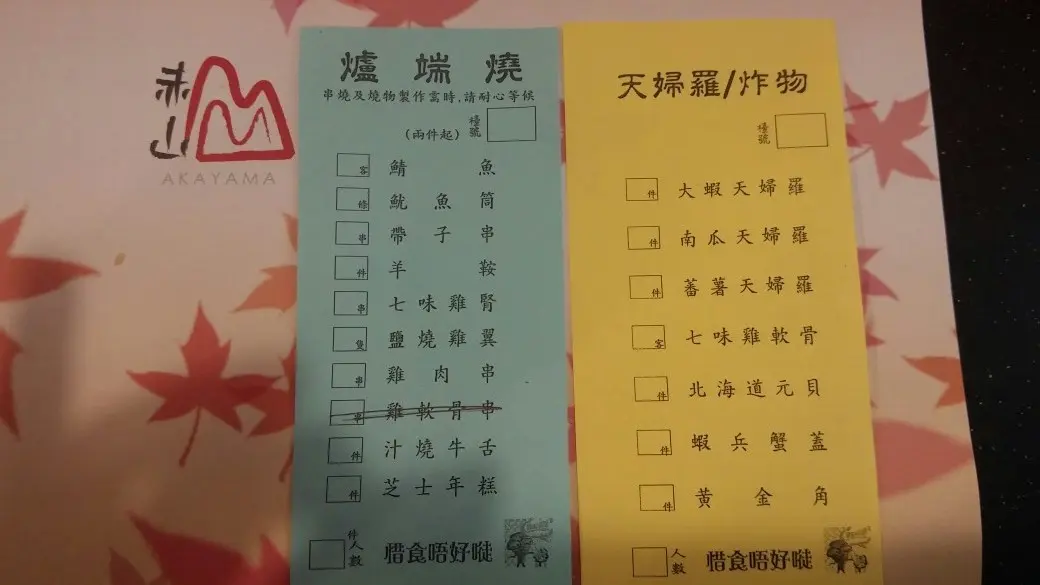 赤山
AKAYAMA
爐端燒
串燒及燒物製作需時,請耐心等候
(兩件起)
檯號
客 鯖魚
條 魷魚筒
串 帶子串
件 羊鞍
串 七味雞腎
隻 鹽燒雞翼
串 雞肉串
串 雞軟骨串
件 汁燒牛舌
件 芝士年糕
件人數
惜食唔好嘥
天婦羅/炸物
檯號
件 大蝦天婦羅
件 南瓜天婦羅
件 蕃薯天婦羅
客 七味雞軟骨
件 北海道元貝
件 蝦兵蟹蓋
件 黃金角
人數
惜食唔好嘥